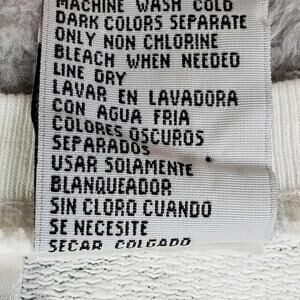 MACHINE WASH COLD
DARK COLORS SEPARATE
ONLY NON CHLORINE
BLEACH WHEN NEEDED
LINE DRY
LAVAR EN LAVADORA
CON AGUA FRIA
COLORES OSCUROS
SEPARADOS
USAR SOLAMENTE
BLANQUEADOR
SIN CLORO CUANDO
SE NECESITE
SECAR COLGADO